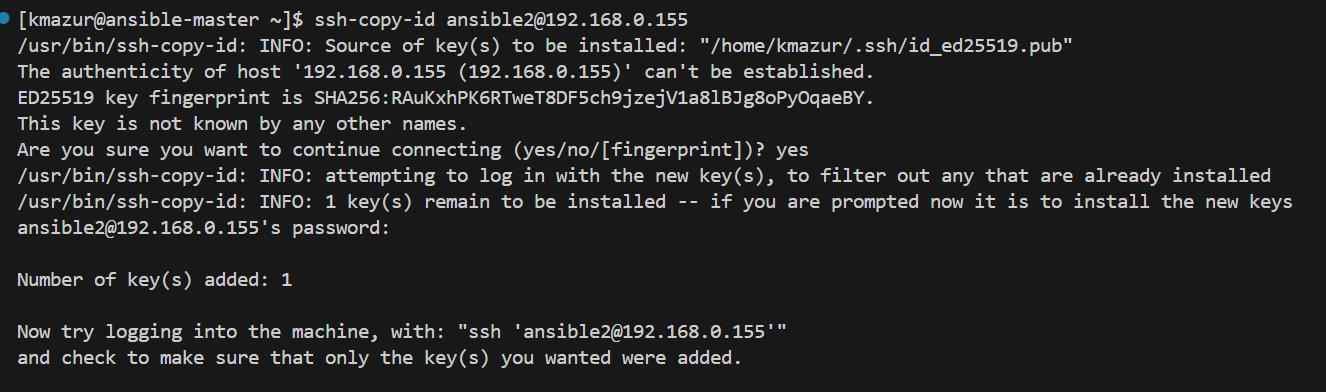 [kmazur@ansible-master ~]$ ssh-copy-id ansible2@192.168.0.155
/usr/bin/ssh-copy-id: INFO: Source of key(s) to be installed: "/home/kmazur/.ssh/id_ed25519.pub"
The authenticity of host '192.168.0.155 (192.168.0.155)' can't be established.
ED25519 key fingerprint is SHA256:RAuKxhPK6RTweT8DF5ch9jzejV1a8lBJg8oPyOqaeBY.
This key is not known by any other names.
Are you sure you want to continue connecting (yes/no/[fingerprint])? yes
/usr/bin/ssh-copy-id: INFO: attempting to log in with the new key(s), to filter out any that are already installed
/usr/bin/ssh-copy-id: INFO: 1 key(s) remain to be installed -- if you are prompted now it is to install the new keys
ansible2@192.168.0.155's password:
Number of key(s) added: 1
Now try logging into the machine, with: "ssh 'ansible2@192.168.0.155'"
and check to make sure that only the key(s) you wanted were added.